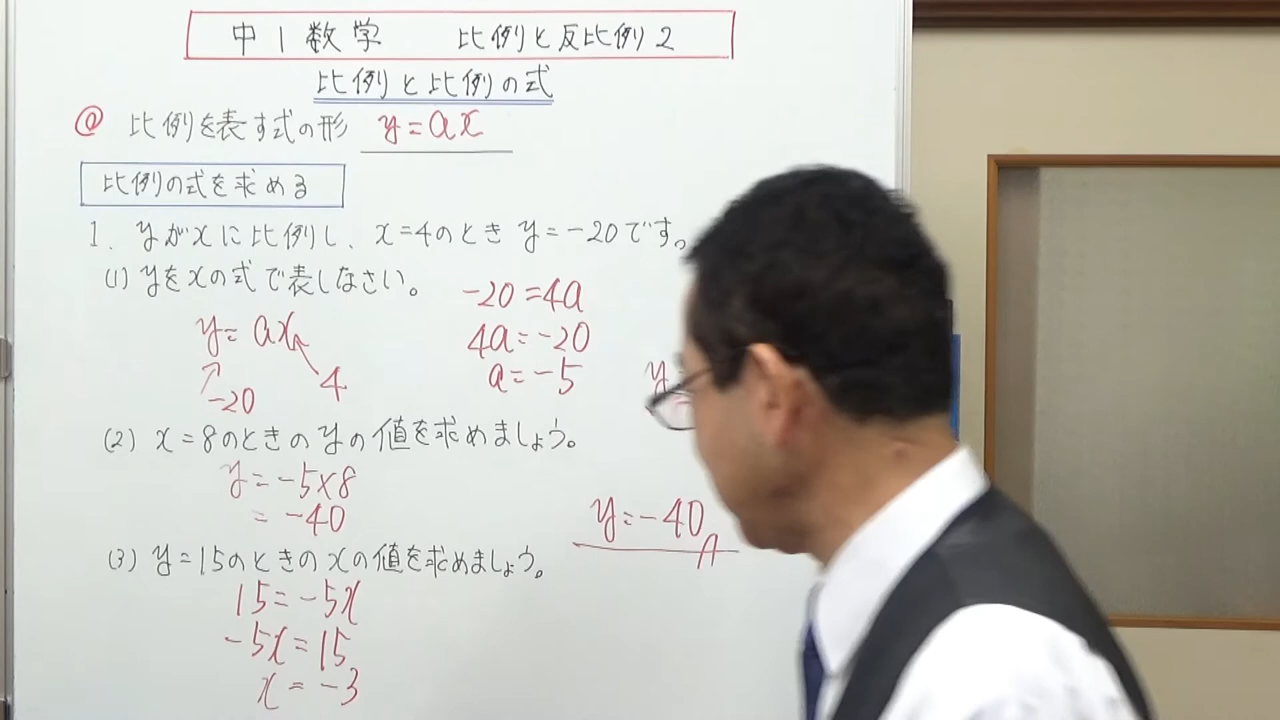 中1数学 比例と反比例2
比例と比例の式
@ 比例を表す式の形 y=ax
比例の式を求める
1. yがxに比例し、x=4のとき y=-20です。
(1) yをxの式で表しなさい。
y=ax
-20
4
-20=4a
4a=-20
a=-5
y
(2) x=8のときのyの値を求めましょう。
y=-5×8
=-40
y=-40
(3) y=15のときのxの値を求めましょう。
15=-5x
-5x=15
x=-3